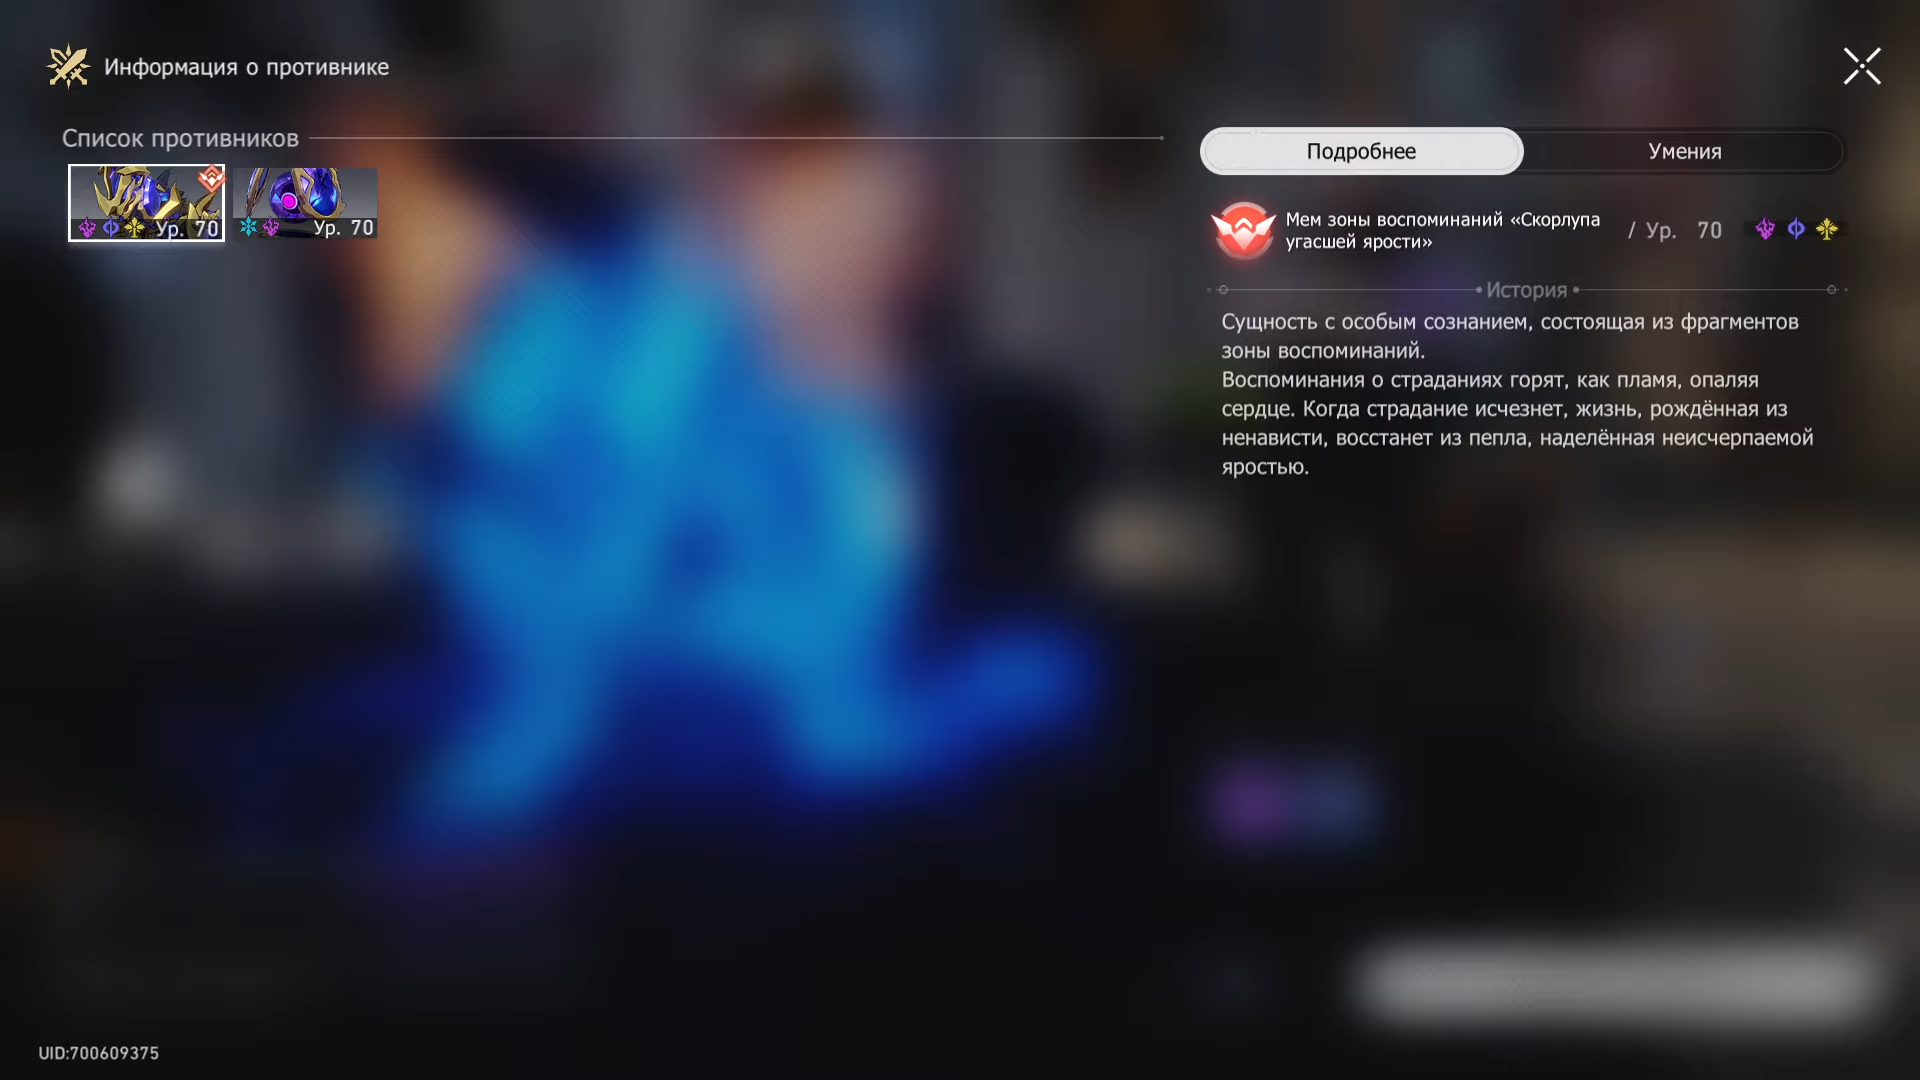 Информация о противнике
Список противников
Ур. 70
Ур. 70
Подробнее
Умения
Мем зоны воспоминаний «Скорлупа
угасшей ярости»
/ Ур. 70
История
Сущность с особым сознанием, состоящая из фрагментов
зоны воспоминаний.
Воспоминания о страданиях горят, как пламя, опаляя
сердце. Когда страдание исчезнет, жизнь, рождённая из
ненависти, восстанет из пепла, наделённая неисчерпаемой
яростью.
UID:700609375